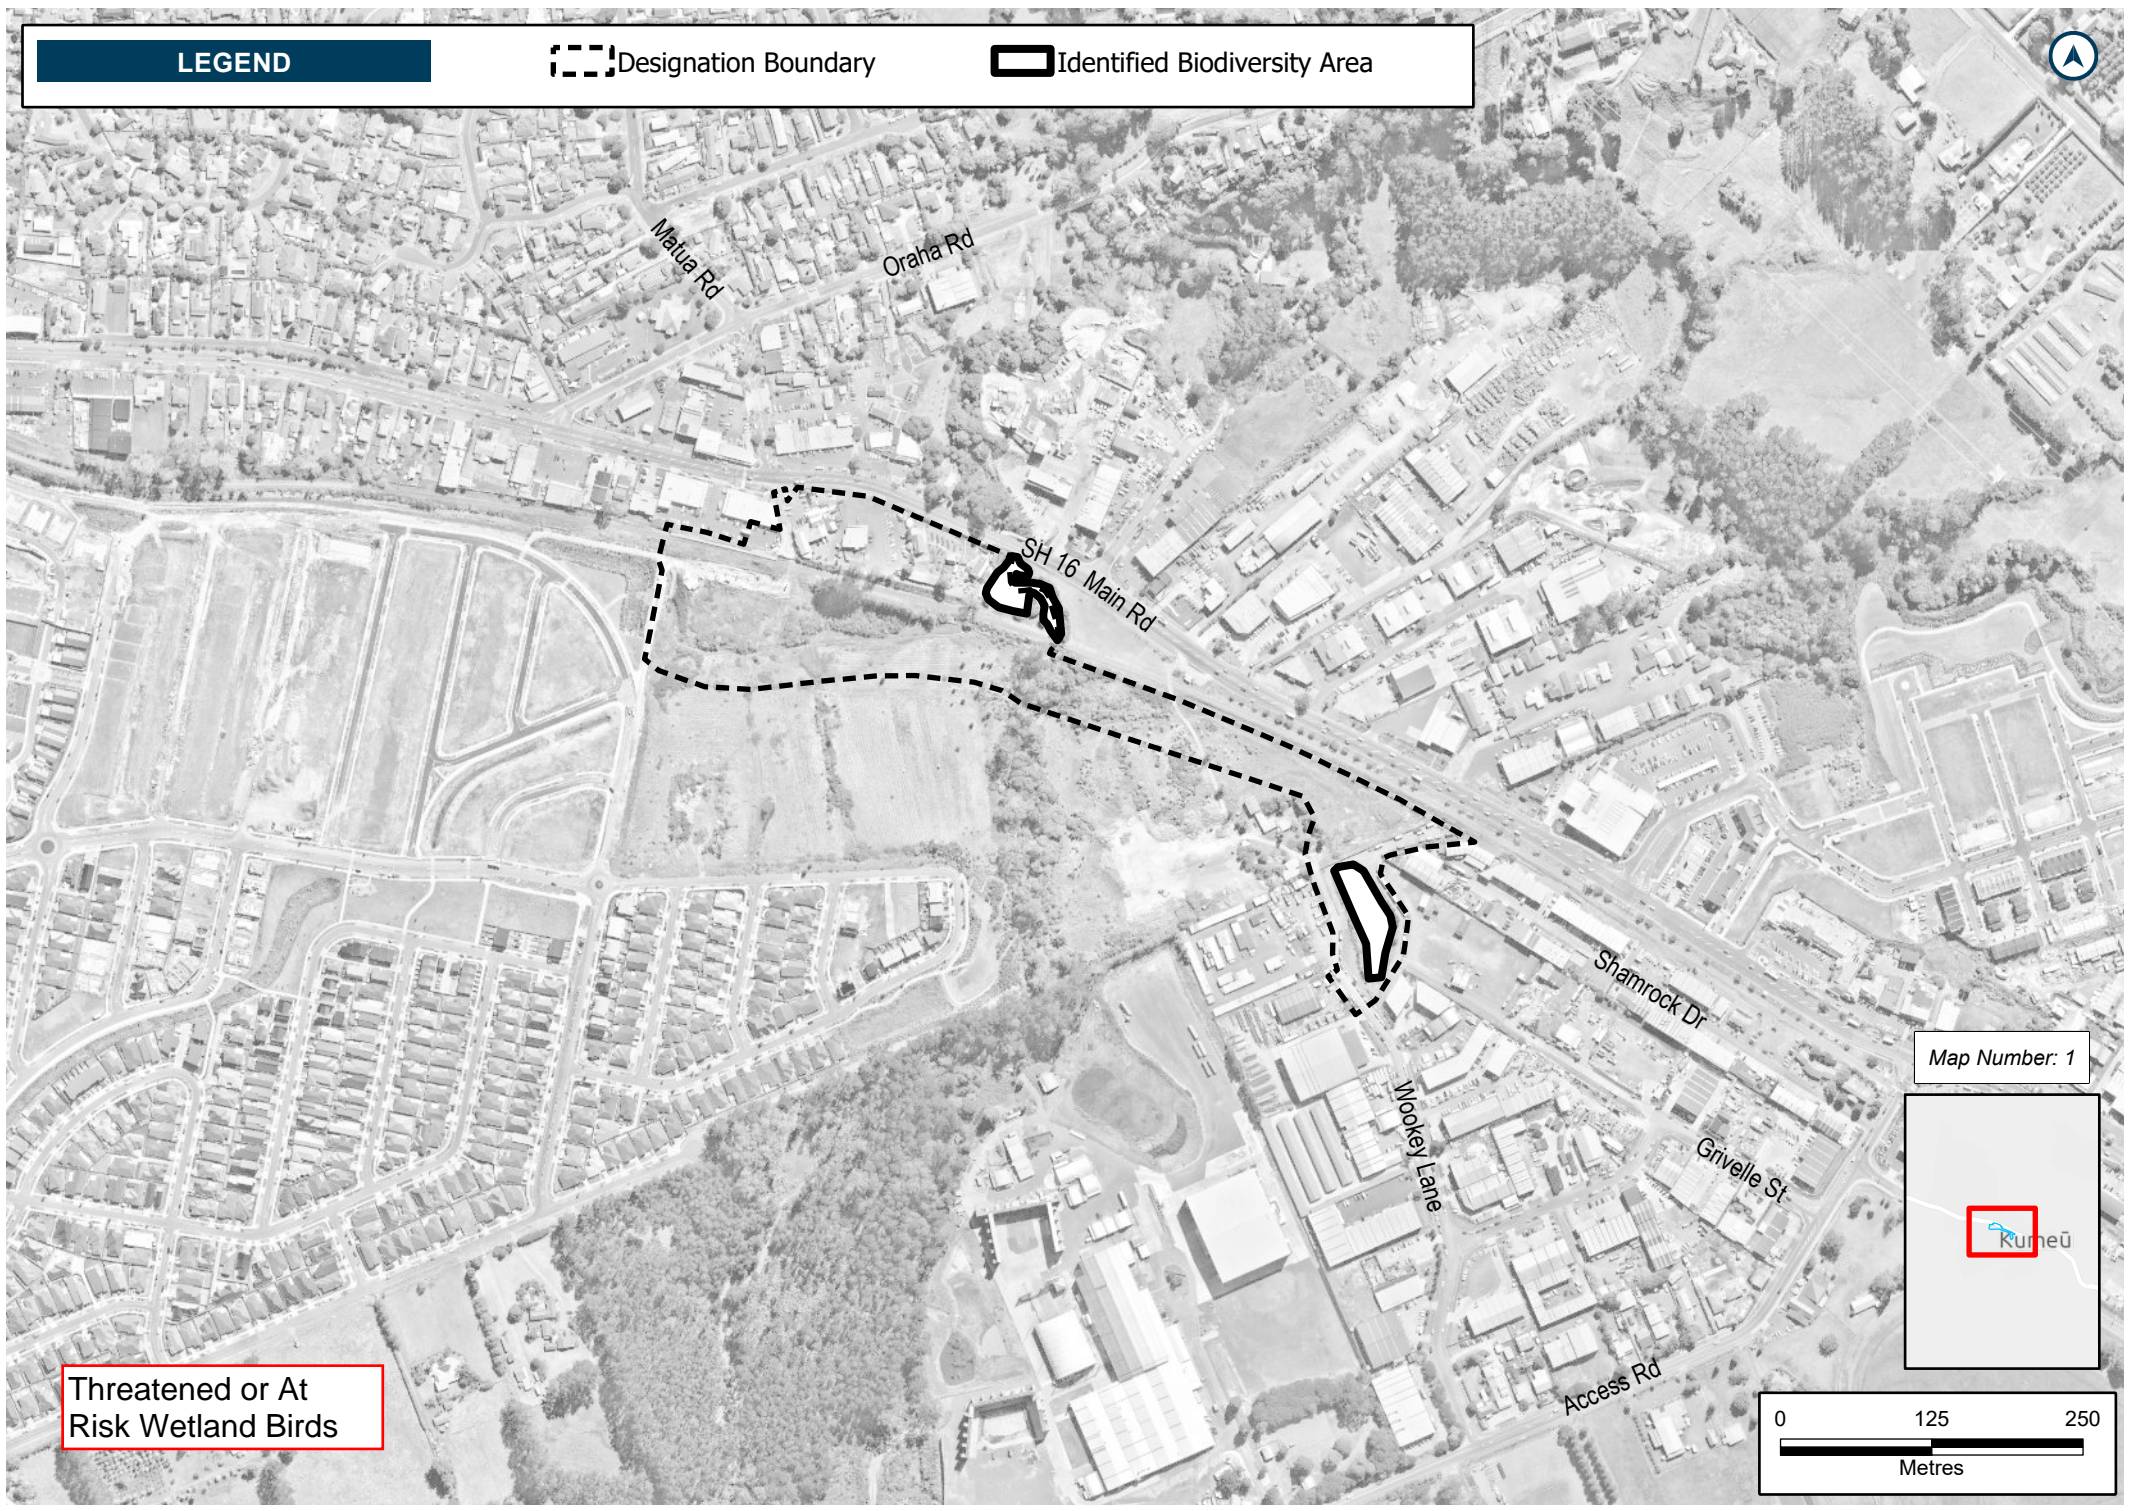 LEGEND
Designation Boundary
Identified Biodiversity Area
Matua Rd
Oraha Rd
SH 16 Main Rd
Shamrock Dr
Map Number: 1
Wookey Lane
Grivelle St
Kumeū
Access Rd
Threatened or At
Risk Wetland Birds
0 125 250
Metres